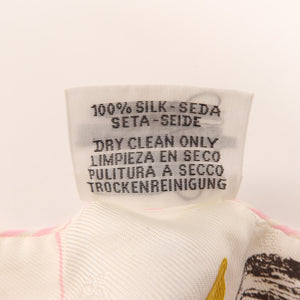 100% SILK-SEDA
SETA-SEIDE
DRY CLEAN ONLY
LIMPIEZA EN SECO
PULITURA A SECCO
TROCKENREINIGUNG